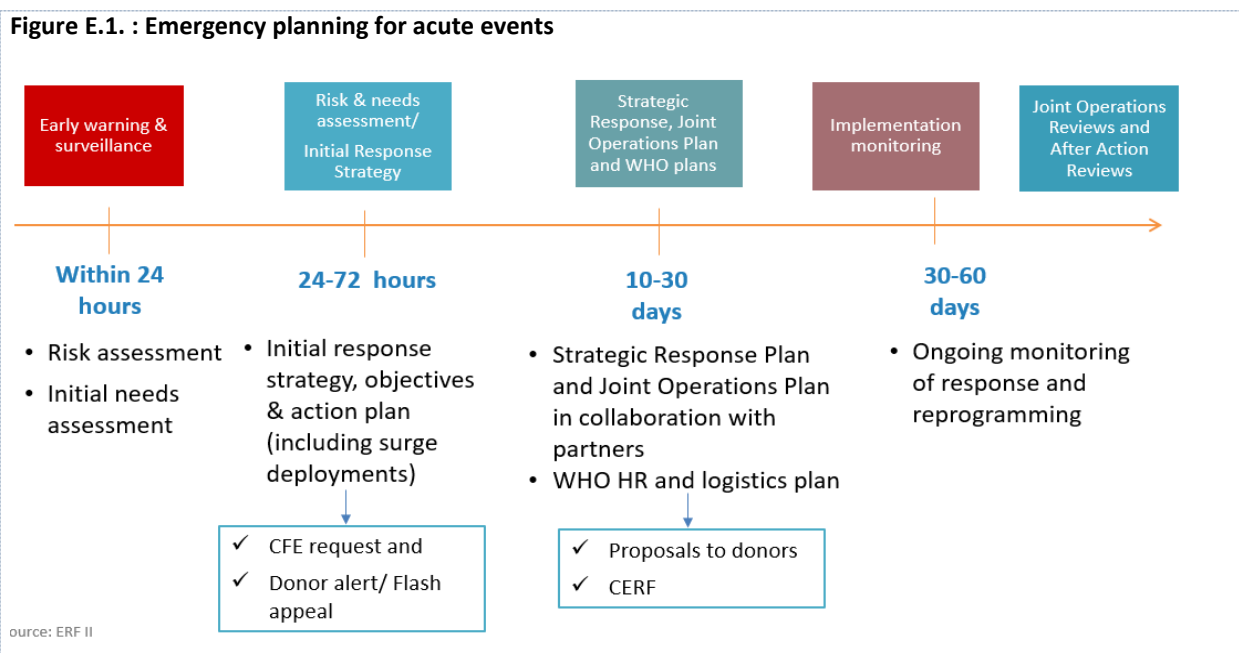 Figure E.1. : Emergency planning for acute events
Early warning &
surveillance
Risk & needs
assessment/
Initial Response
Strategy
Strategic
Response, Joint
Operations Plan
and WHO plans
Implementation
monitoring
Joint Operations
Reviews and
After Action
Reviews
Within 24
hours
• Risk assessment
• Initial needs
assessment
24-72 hours
• Initial response
strategy, objectives
& action plan
(including surge
deployments)
✓ CFE request and
✓ Donor alert/ Flash
appeal
10-30
days
• Strategic Response Plan
and Joint Operations Plan
in collaboration with
partners
• WHO HR and logistics plan
✓ Proposals to donors
✓ CERF
30-60
days
• Ongoing monitoring
of response and
reprogramming
ource: ERF II